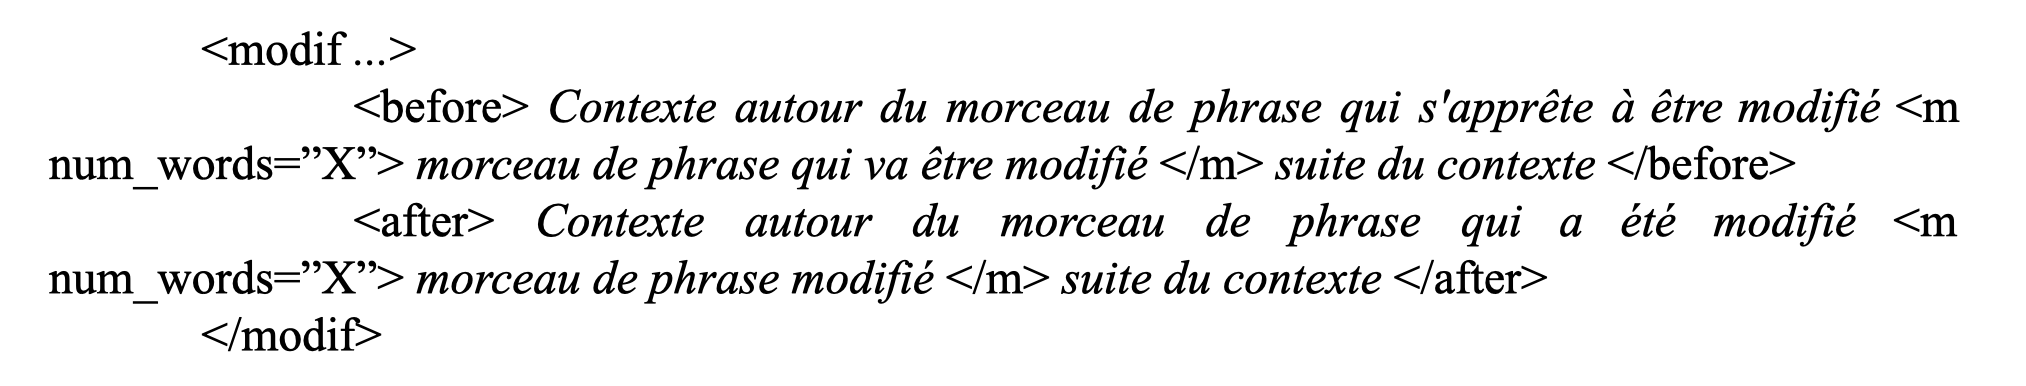 <modif ...>
<before> Contexte autour du morceau de phrase qui s'apprête à être modifié <m
num_words=”X”> morceau de phrase qui va être modifié </m> suite du contexte </before>
<after> Contexte autour du morceau de phrase qui a été modifié <m
num_words=”X”> morceau de phrase modifié </m> suite du contexte </after>
</modif>